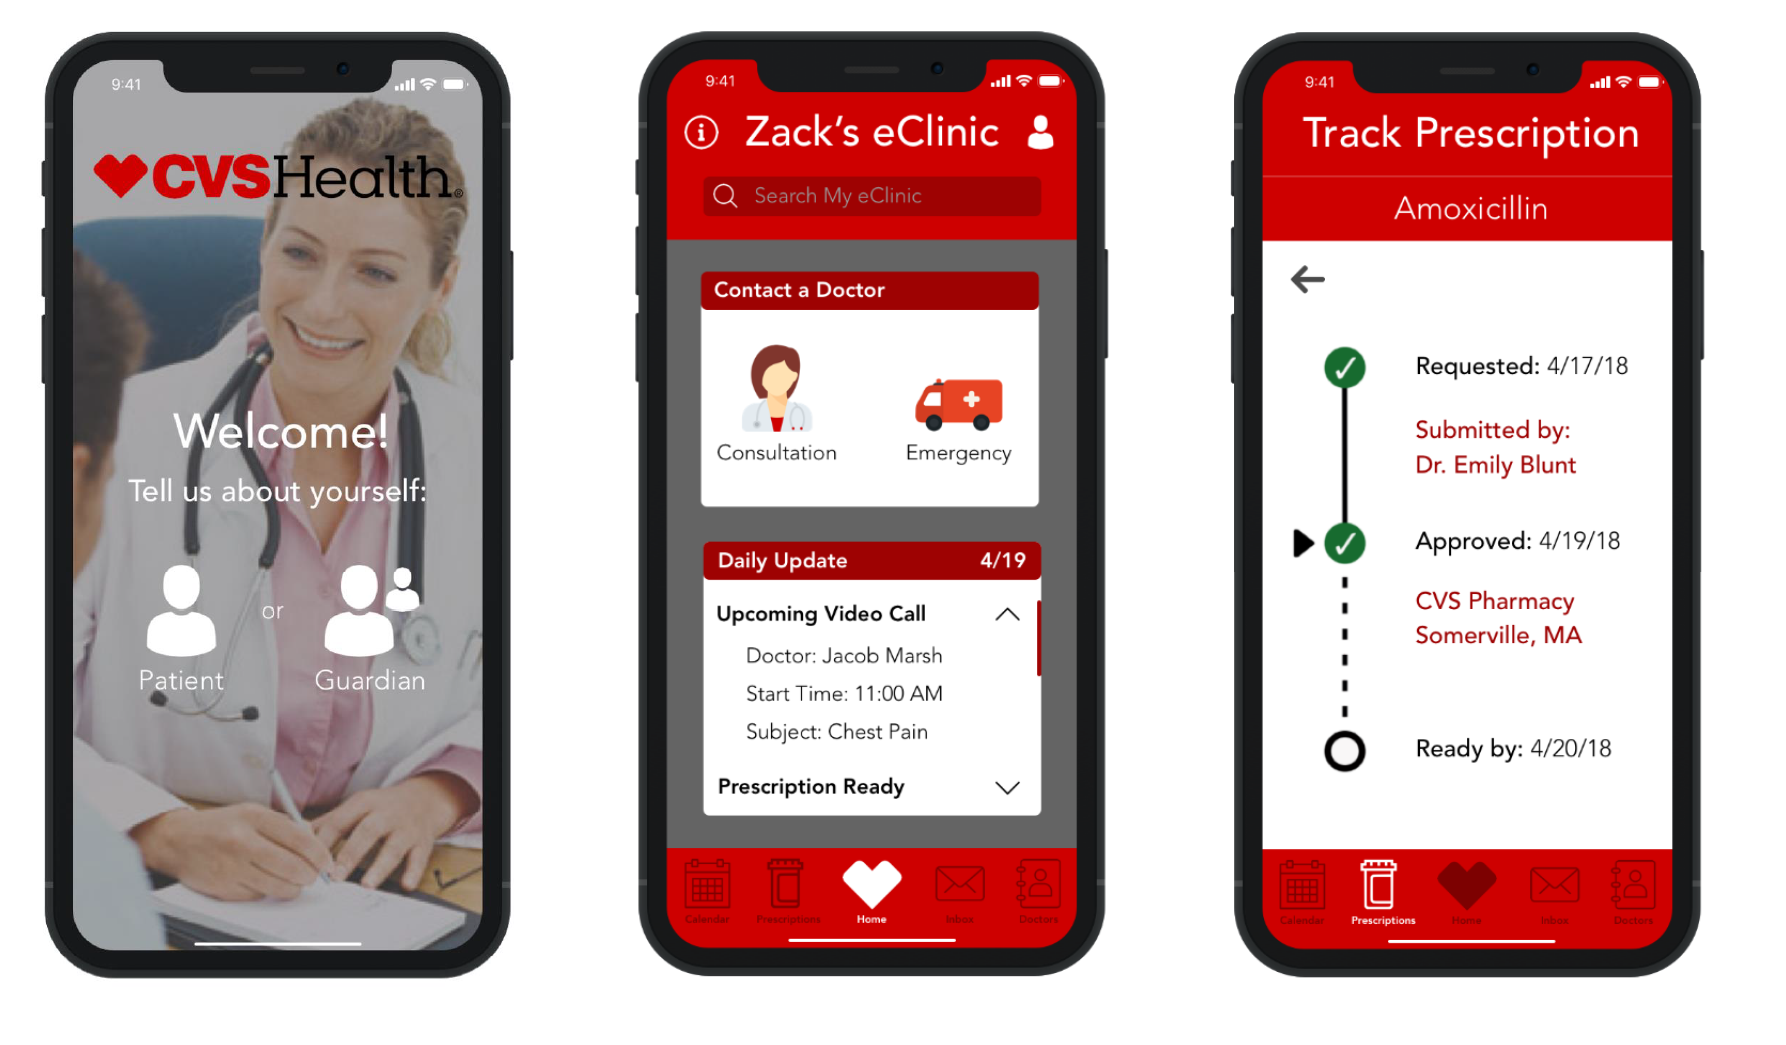 9:41
CVSHealth®
Welcome!
Tell us about yourself:
or
Patient
Guardian
9:41
Zack's eClinic
Search My eClinic
Contact a Doctor
Consultation
Emergency
Daily Update 4/19
Upcoming Video Call
Doctor: Jacob Marsh
Start Time: 11:00 AM
Subject: Chest Pain
Prescription Ready
Calendar Prescriptions Home Inbox Doctors
9:41
Track Prescription
Amoxicillin
Requested: 4/17/18
Submitted by:
Dr. Emily Blunt
Approved: 4/19/18
CVS Pharmacy
Somerville, MA
Ready by: 4/20/18
Calendar Prescriptions Home Inbox Doctors